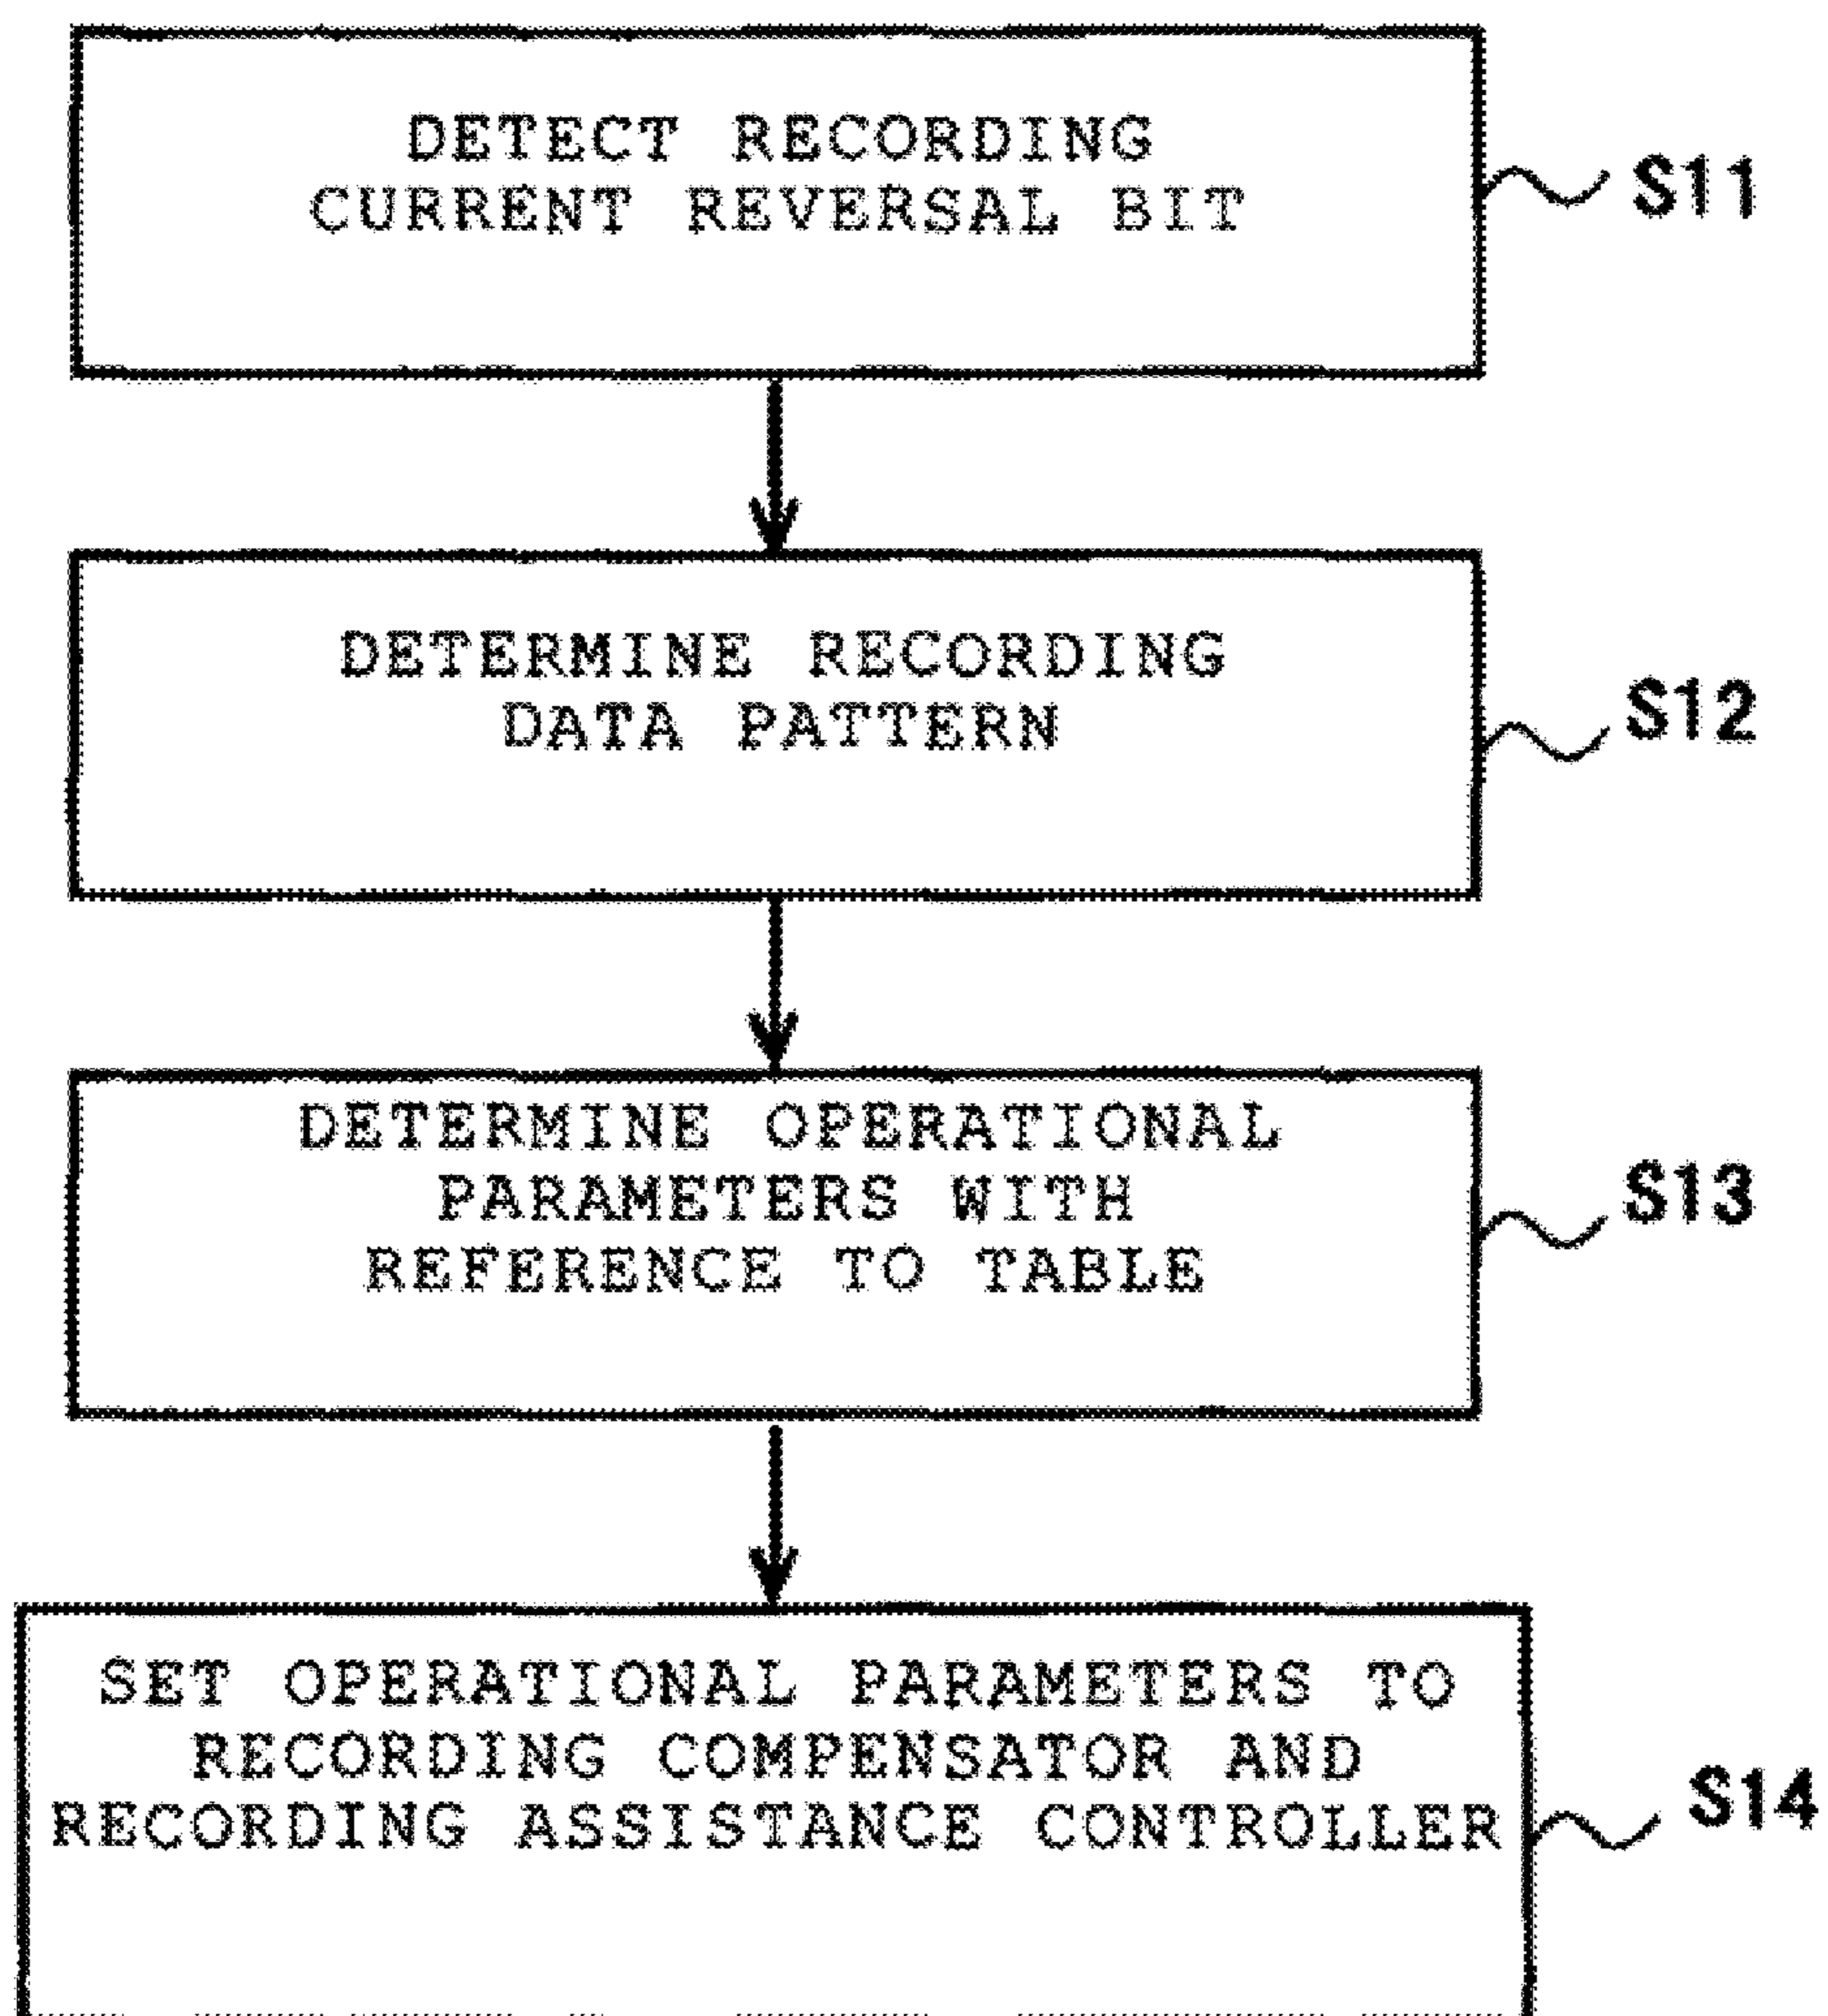 DETECT RECORDING
CURRENT REVERSAL BIT
S11
DETERMINE RECORDING
DATA PATTERN
S12
DETERMINE OPERATIONAL
PARAMETERS WITH
REFERENCE TO TABLE
S13
SET OPERATIONAL PARAMETERS TO
RECORDING COMPENSATOR AND
RECORDING ASSISTANCE CONTROLLER
S14